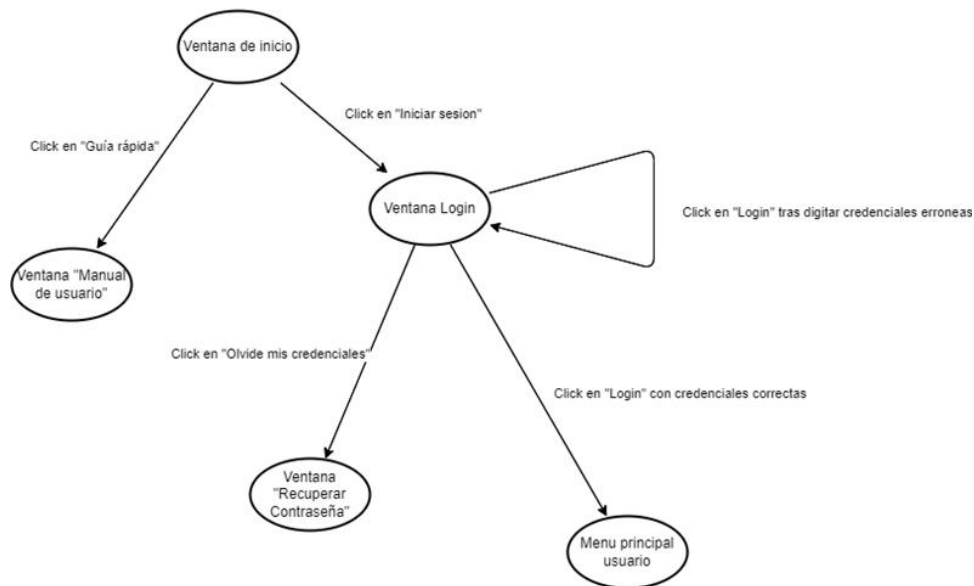 Ventana de inicio
Click en "Iniciar sesion"
Click en "Guía rápida"
Ventana Login
Click en "Login" tras digitar credenciales erroneas
Ventana "Manual
de usuario"
Click en "Olvide mis credenciales"
Click en "Login" con credenciales correctas
Ventana
"Recuperar
Contraseña"
Menu principal
usuario